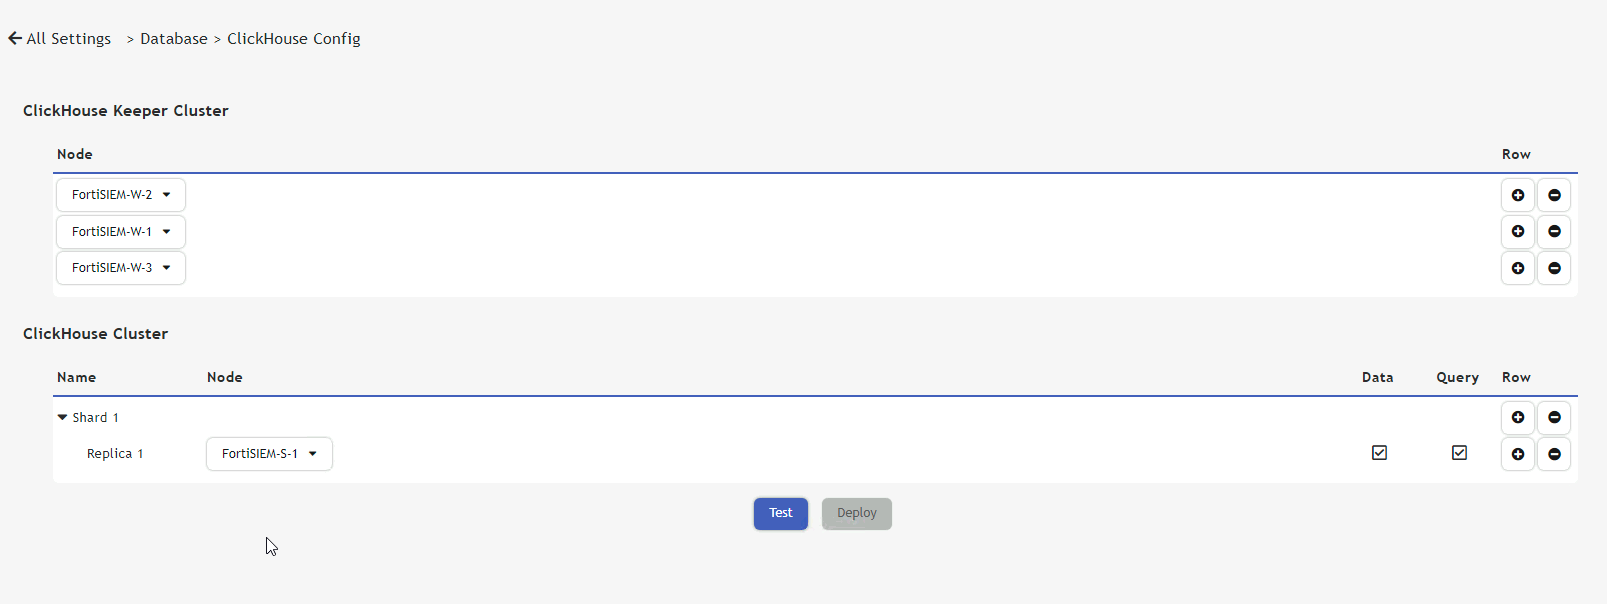 All Settings > Database > ClickHouse Config
ClickHouse Keeper Cluster
Node Row
FortiSIEM-W-2
FortiSIEM-W-1
FortiSIEM-W-3
ClickHouse Cluster
Name Node Data Query Row
Shard 1
Replica 1 FortiSIEM-S-1
Test Deploy